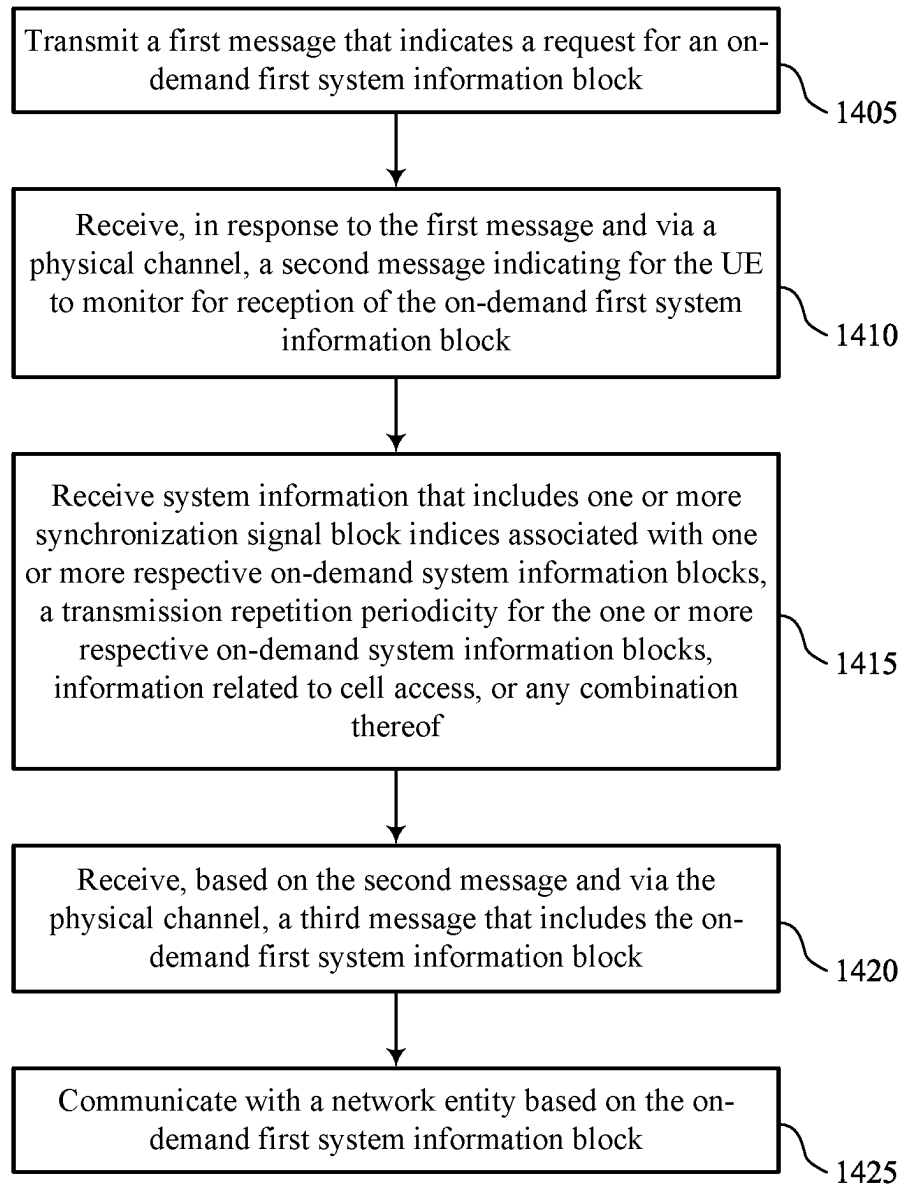 Transmit a first message that indicates a request for an on-
demand first system information block
1405
Receive, in response to the first message and via a
physical channel, a second message indicating for the UE
to monitor for reception of the on-demand first system
information block
1410
Receive system information that includes one or more
synchronization signal block indices associated with one
or more respective on-demand system information blocks,
a transmission repetition periodicity for the one or more
respective on-demand system information blocks,
information related to cell access, or any combination
thereof
1415
Receive, based on the second message and via the
physical channel, a third message that includes the on-
demand first system information block
1420
Communicate with a network entity based on the on-
demand first system information block
1425